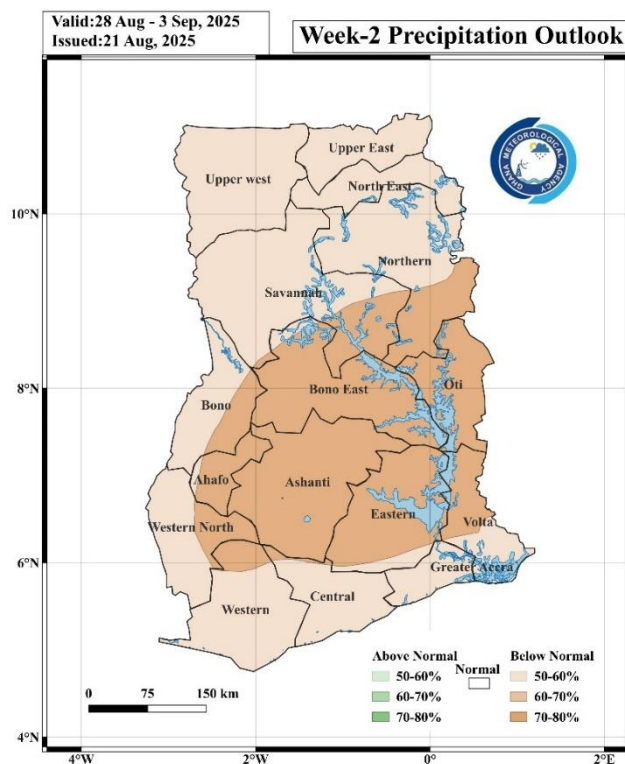 Valid:28 Aug - 3 Sep, 2025
Issued:21 Aug, 2025
Week-2 Precipitation Outlook
GHANA METEOROLOGICAL AGENCY
Upper East
Upper west
North East
10°N
Northern
Savannah
8°N
Bono East
Oti
Bono
Ahafo
Ashanti
Western North
Eastern
Volta
6°N
Greater Accra
Western
Central
Above Normal
Normal
Below Normal
50-60%
50-60%
60-70%
60-70%
70-80%
70-80%
0 75 150 km
4°N
4°W
2°W
0°
2°E